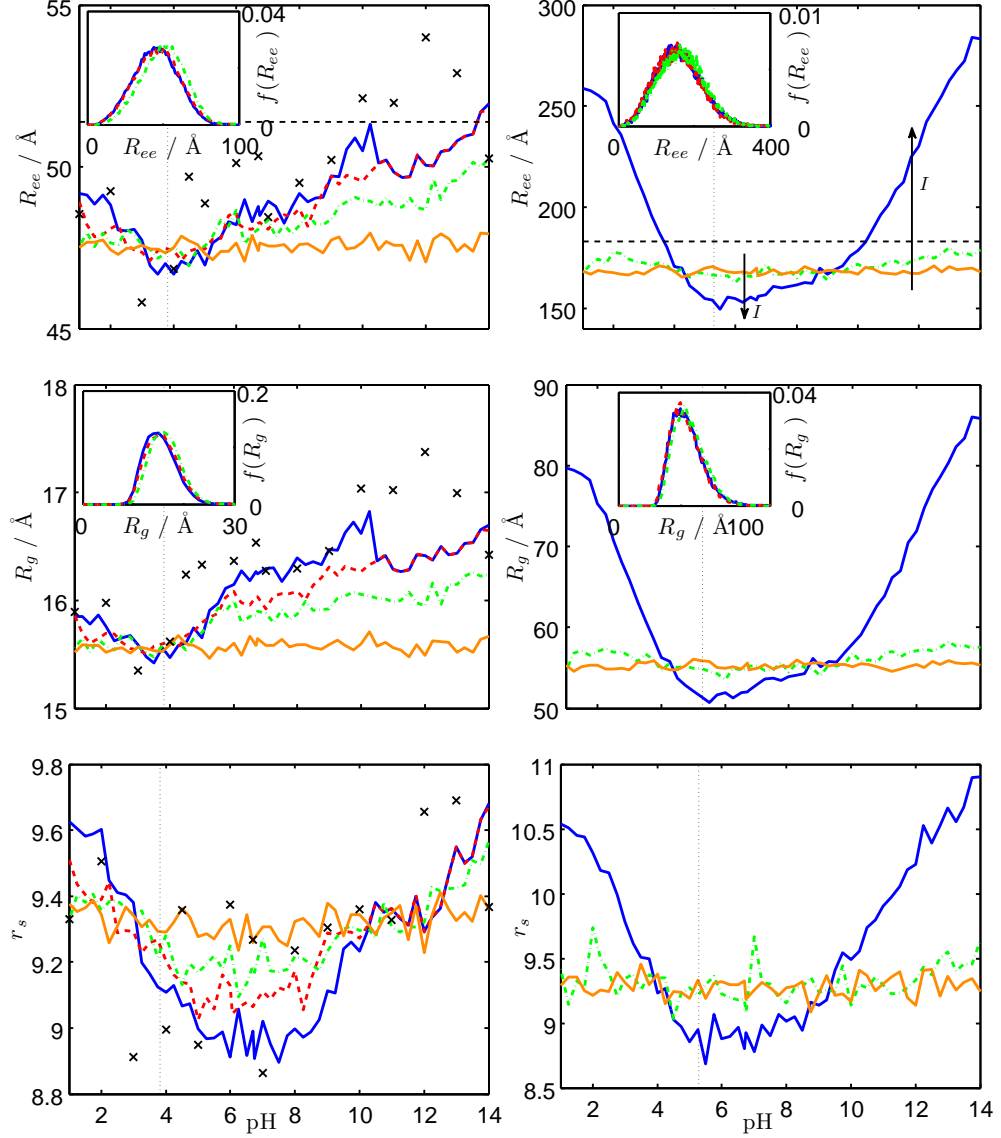 55
50
45
R_ee / Å
0.04
0
f(R_ee)
0
R_ee / Å
100
300
250
200
150
R_ee / Å
0.01
0
f(R_ee)
0
R_ee / Å
400
I
I
18
17
16
15
R_g / Å
0.2
0
f(R_g)
0
R_g / Å
30
90
80
70
60
50
R_g / Å
0.04
0
f(R_g)
0
R_g / Å
100
9.8
9.6
9.4
9.2
9
8.8
r_s
2 4 6 8 10 12 14
pH
11
10.5
10
9.5
9
8.5
r_s
2 4 6 8 10 12 14
pH